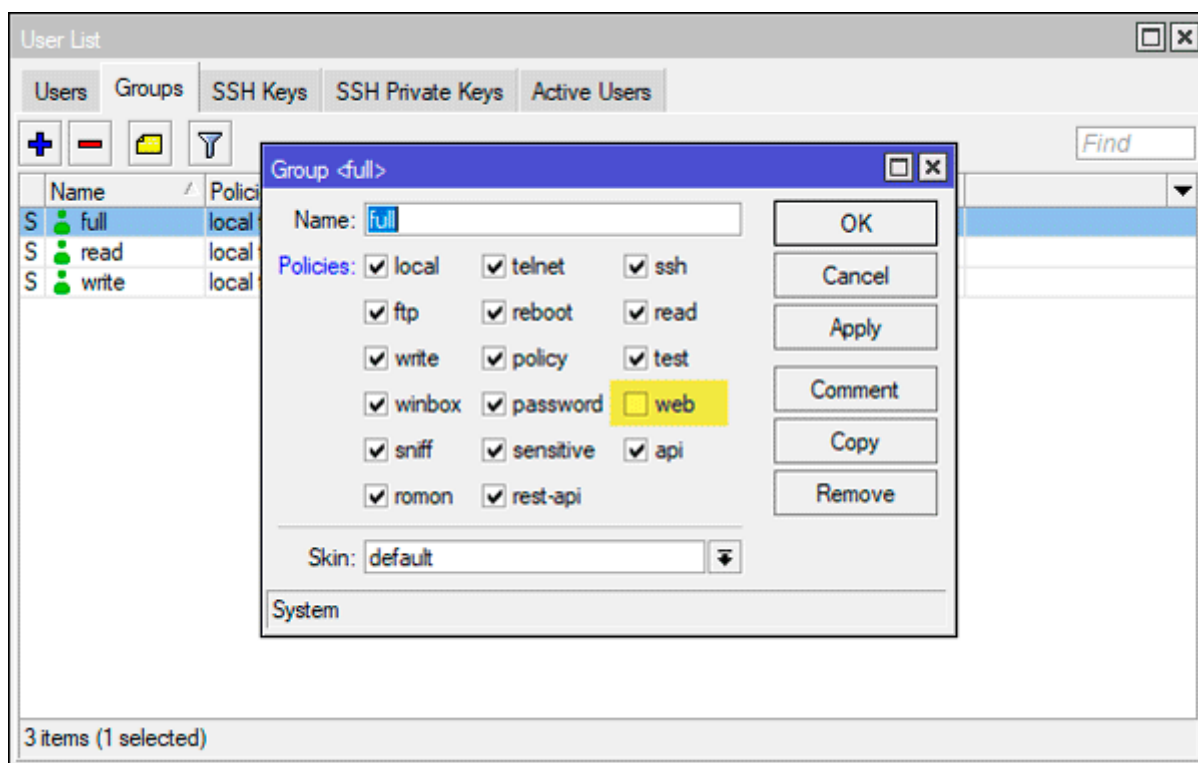 User List
Users Groups SSH Keys SSH Private Keys Active Users
Find
Name Polici
S full local
S read local
S write local
Group <full>
Name: full
Policies: local telnet ssh
ftp reboot read
write policy test
winbox password web
sniff sensitive api
romon rest-api
Skin: default
System
OK
Cancel
Apply
Comment
Copy
Remove
3 items (1 selected)